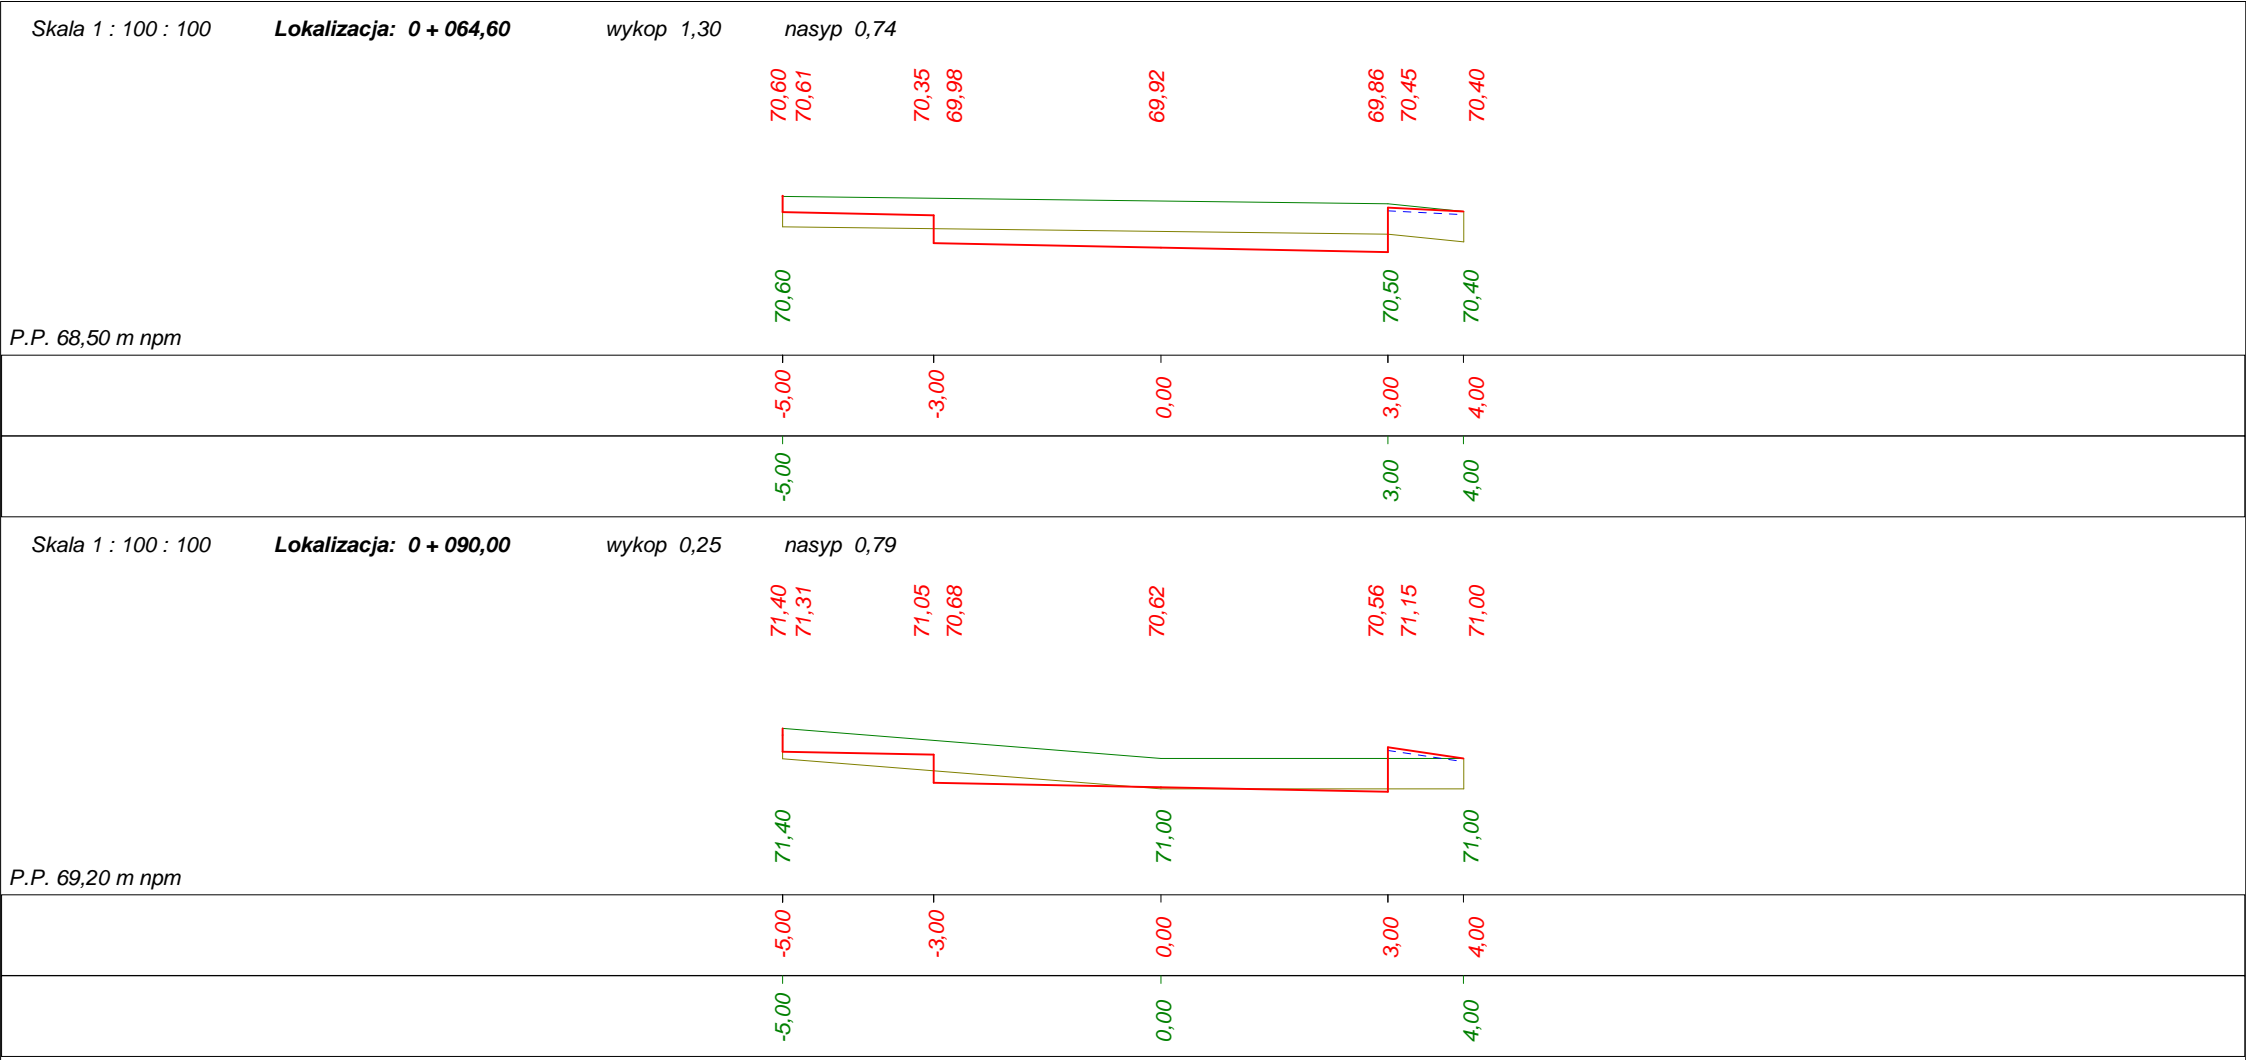 Skala 1 : 100 : 100 Lokalizacja: 0 + 064,60 wykop 1,30 nasyp 0,74
70,60 70,61 70,35 69,98 69,92 69,86 70,45 70,40
70,60 70,50 70,40
P.P. 68,50 m npm
-5,00 -3,00 0,00 3,00 4,00
-5,00 3,00 4,00
Skala 1 : 100 : 100 Lokalizacja: 0 + 090,00 wykop 0,25 nasyp 0,79
71,40 71,31 71,05 70,68 70,62 70,56 71,15 71,00
71,40 71,00 71,00
P.P. 69,20 m npm
-5,00 -3,00 0,00 3,00 4,00
-5,00 0,00 4,00